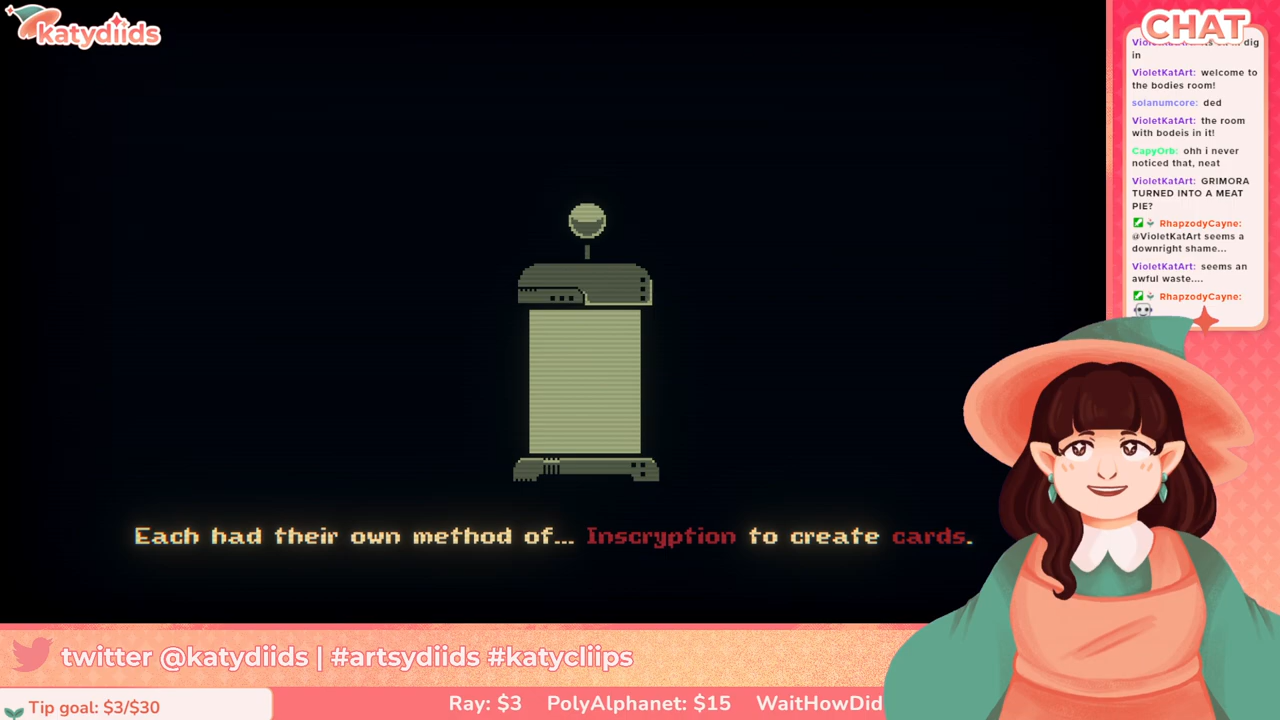 katydiids
CHAT
dig
in
VioletKatArt: welcome to
the bodies room!
solanumcore: ded
VioletKatArt: the room
with bodeis in it!
CapyOrb: ohh i never
noticed that, neat
VioletKatArt: GRIMORA
TURNED INTO A MEAT
PIE?
RhapzodyCayne:
@VioletKatArt seems a
downright shame...
VioletKatArt: seems an
awful waste....
RhapzodyCayne:
Each had their own method of... Inscryption to create cards.
twitter @katydiids | #artsydiids #katycliips
Tip goal: $3/$30
Ray: $3 PolyAlphanet: $15 WaitHowDid